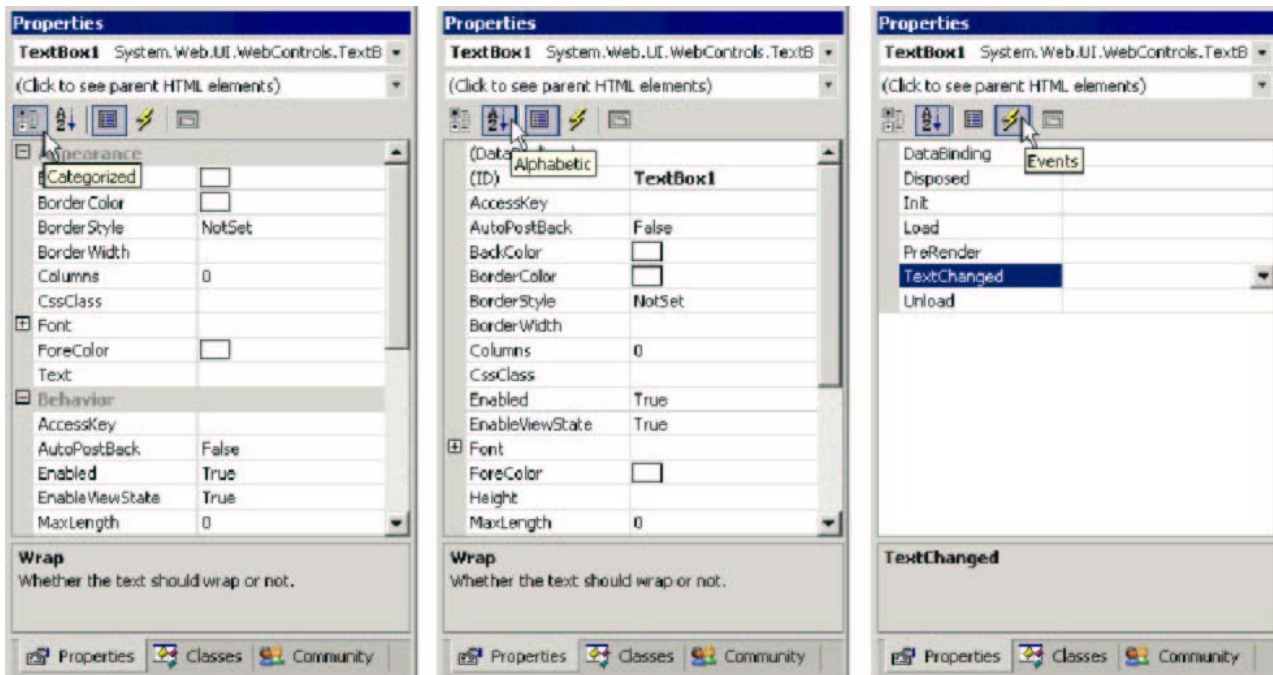 Properties
TextBox1 System.Web.UI.WebControls.TextB
(Click to see parent HTML elements)
Appearance
Categorized
BorderColor
BorderStyle NotSet
BorderWidth
Columns 0
CssClass
Font
ForeColor
Text
Behavior
AccessKey
AutoPostBack False
Enabled True
EnableViewState True
MaxLength 0
Wrap
Whether the text should wrap or not.
Properties Classes Community
Properties
TextBox1 System.Web.UI.WebControls.TextB
(Click to see parent HTML elements)
Alphabetic
(ID) TextBox1
AccessKey
AutoPostBack False
BackColor
BorderColor
BorderStyle NotSet
BorderWidth
Columns 0
CssClass
Enabled True
EnableViewState True
Font
ForeColor
Height
MaxLength 0
Wrap
Whether the text should wrap or not.
Properties Classes Community
Properties
TextBox1 System.Web.UI.WebControls.TextB
(Click to see parent HTML elements)
DataBinding
Events
Disposed
Init
Load
PreRender
TextChanged
Unload
TextChanged
Properties Classes Community